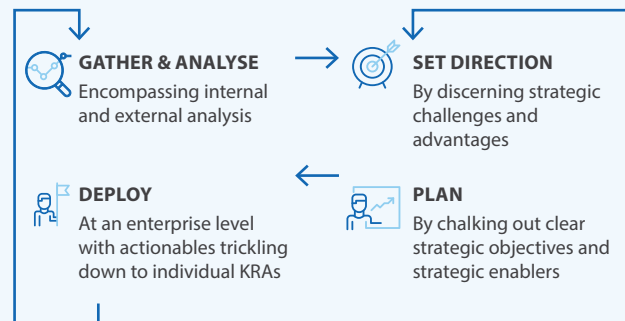 GATHER & ANALYSE
Encompassing internal
and external analysis
SET DIRECTION
By discerning strategic
challenges and
advantages
DEPLOY
At an enterprise level
with actionables trickling
down to individual KRAs
PLAN
By chalking out clear
strategic objectives and
strategic enablers